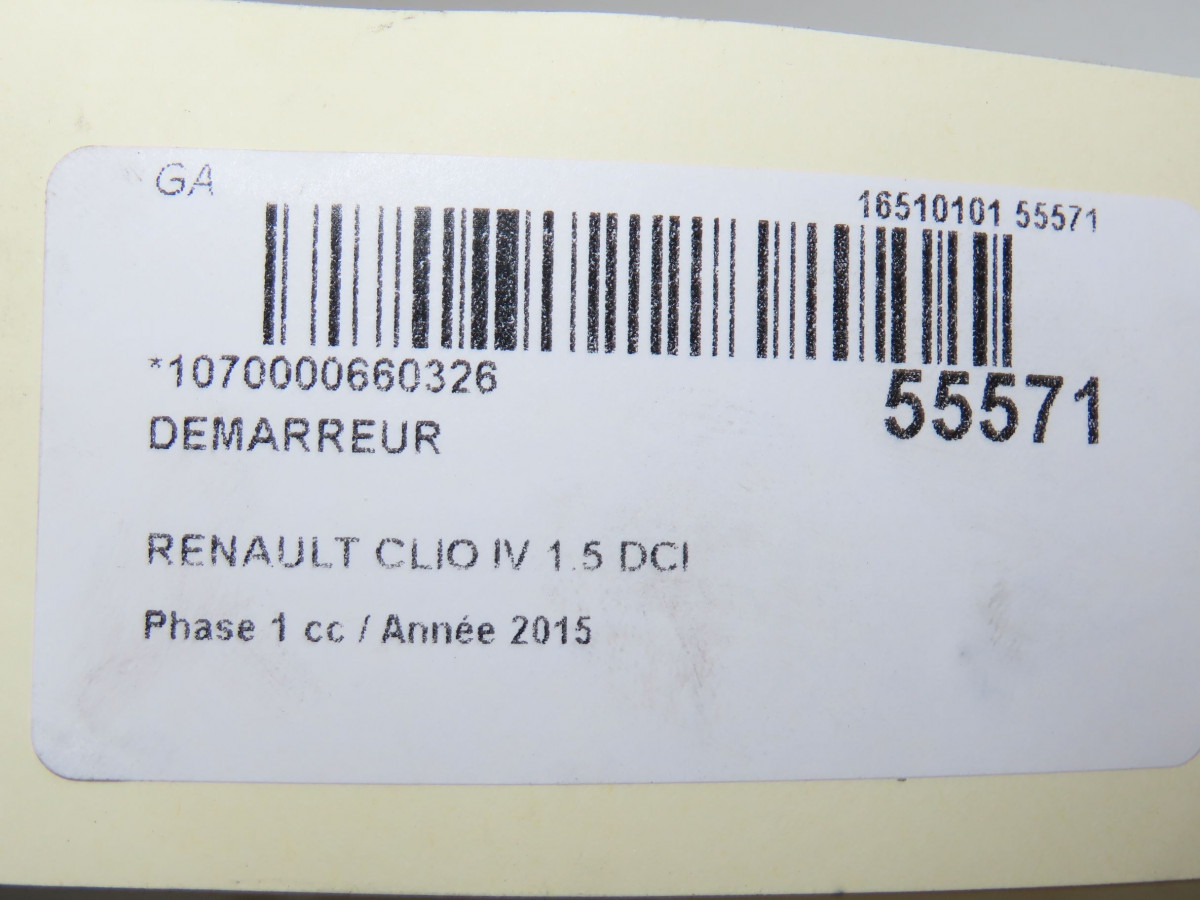 GA
16510101 55571
*1070000660326
55571
DEMARREUR
RENAULT CLIO IV 1.5 DCI
Phase 1 cc / Année 2015